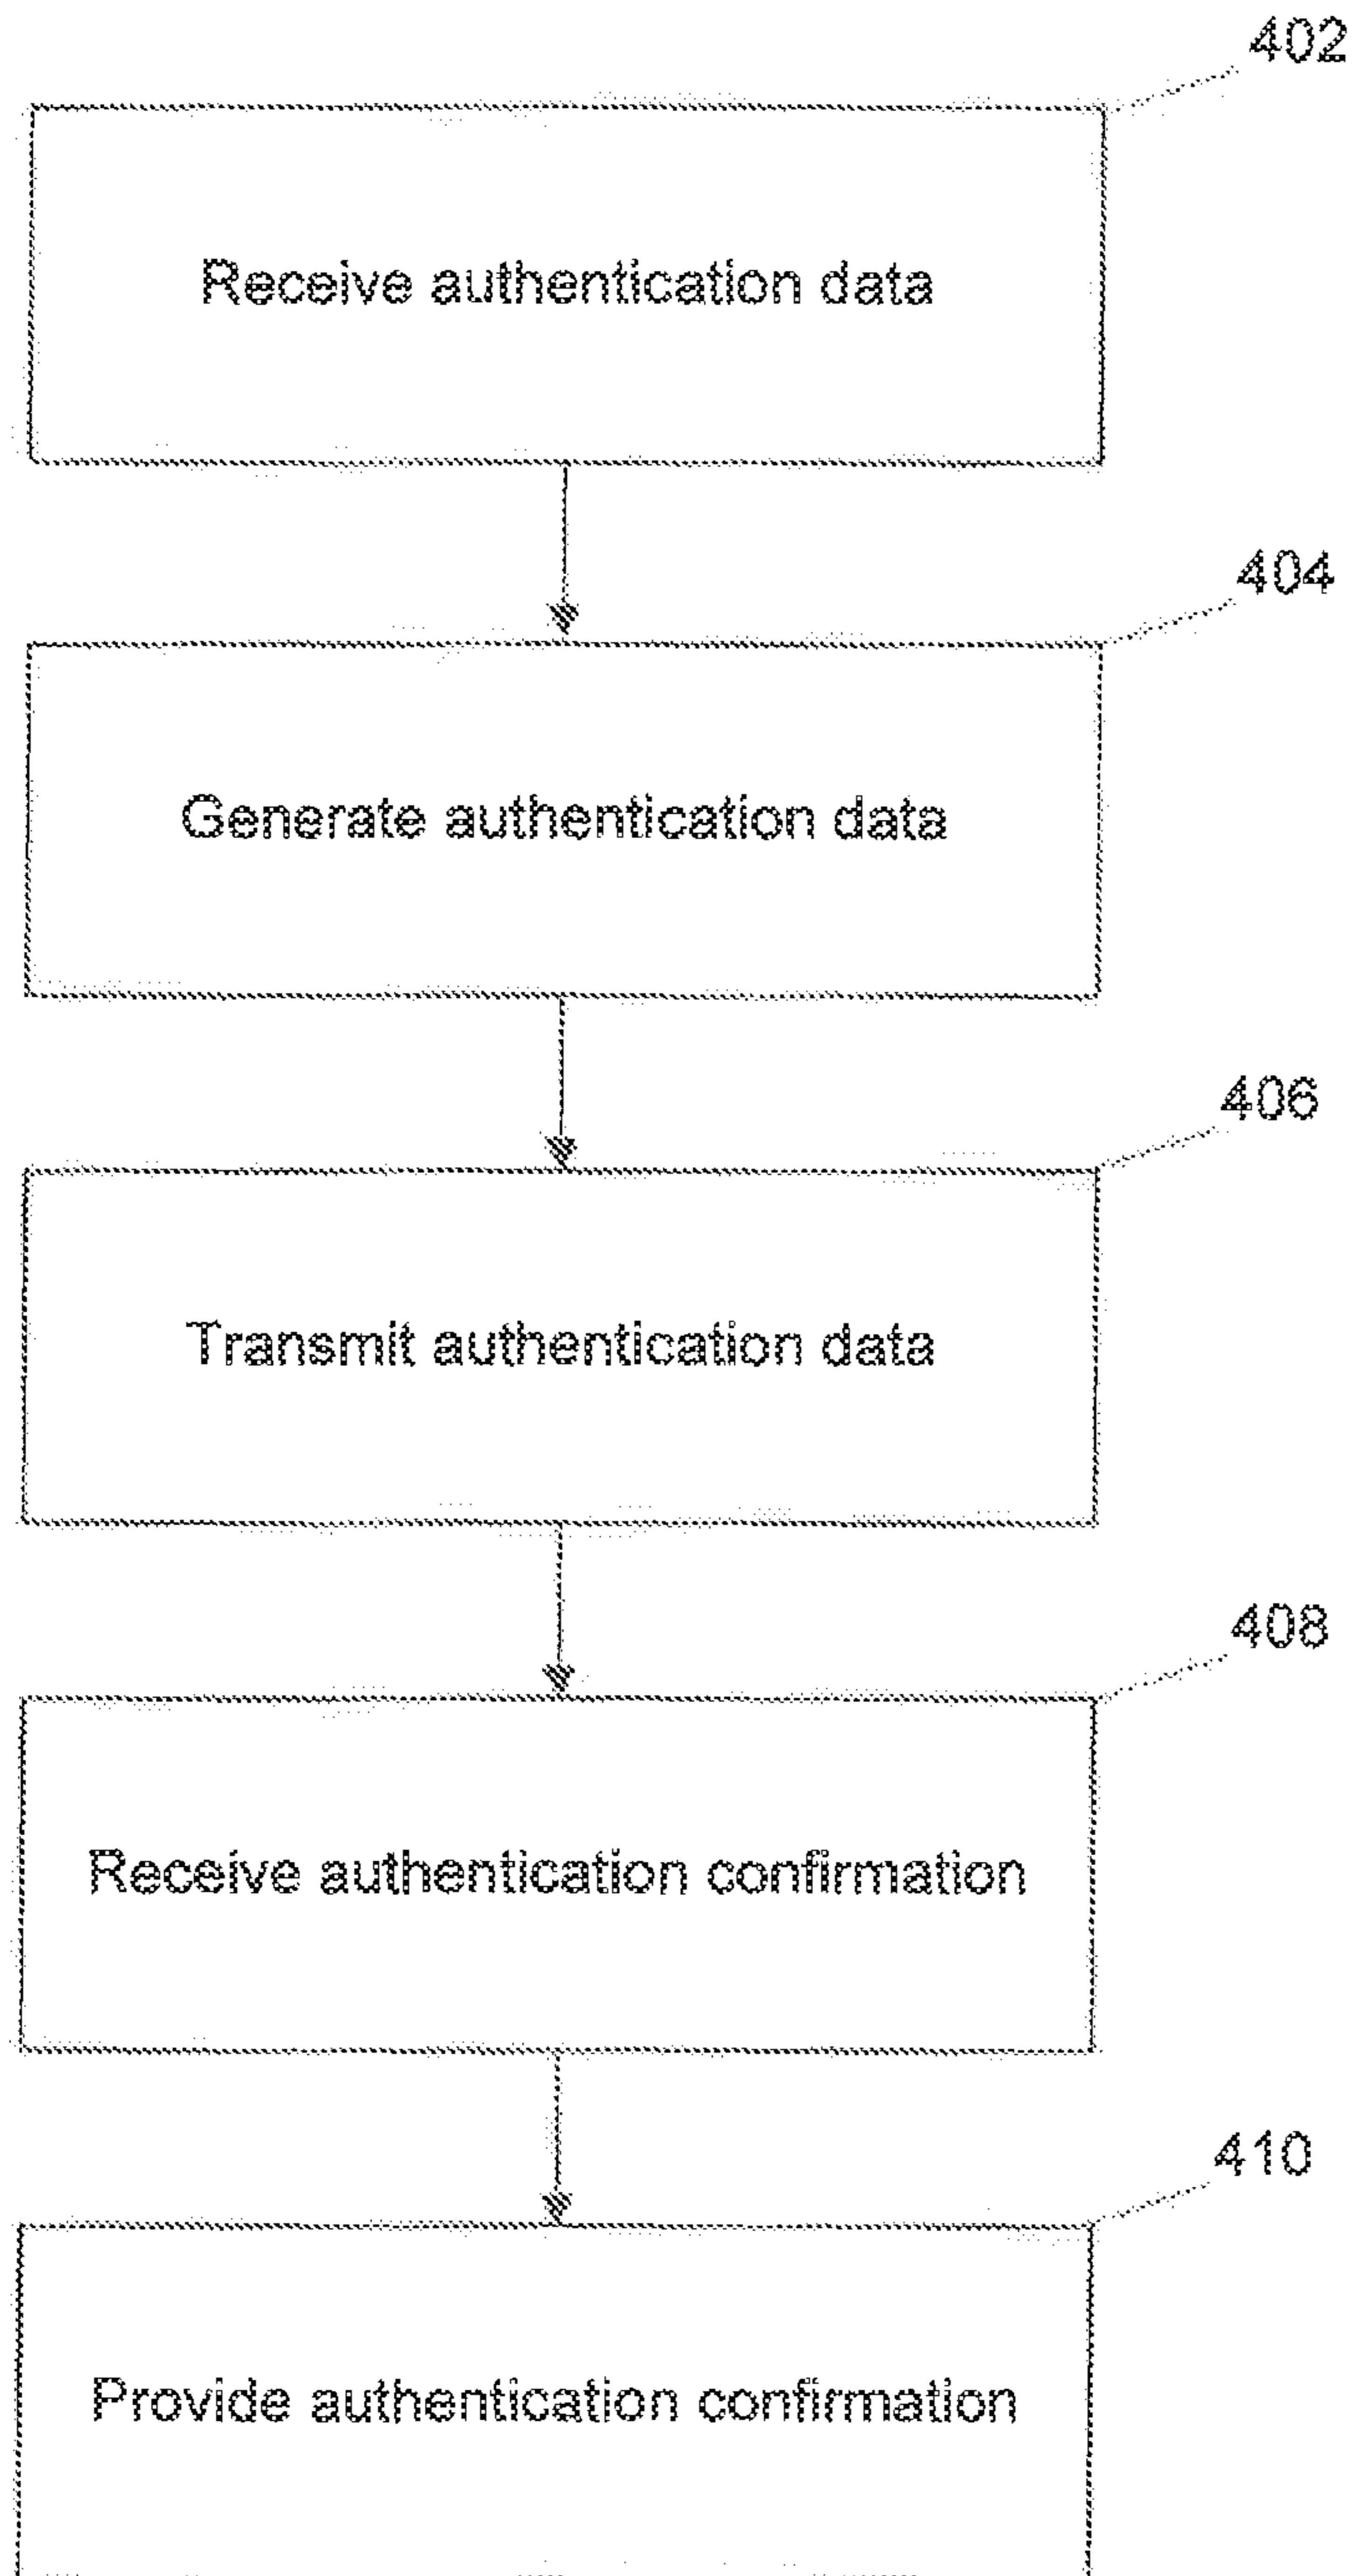 402
Receive authentication data
404
Generate authentication data
406
Transmit authentication data
408
Receive authentication confirmation
410
Provide authentication confirmation